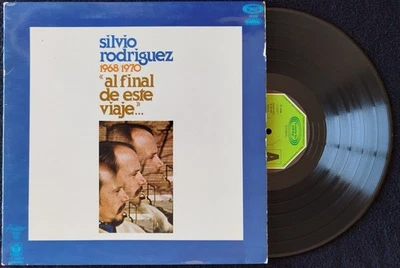 silvio
rodriguez
1968-1970
"al final
de este
viaje"...